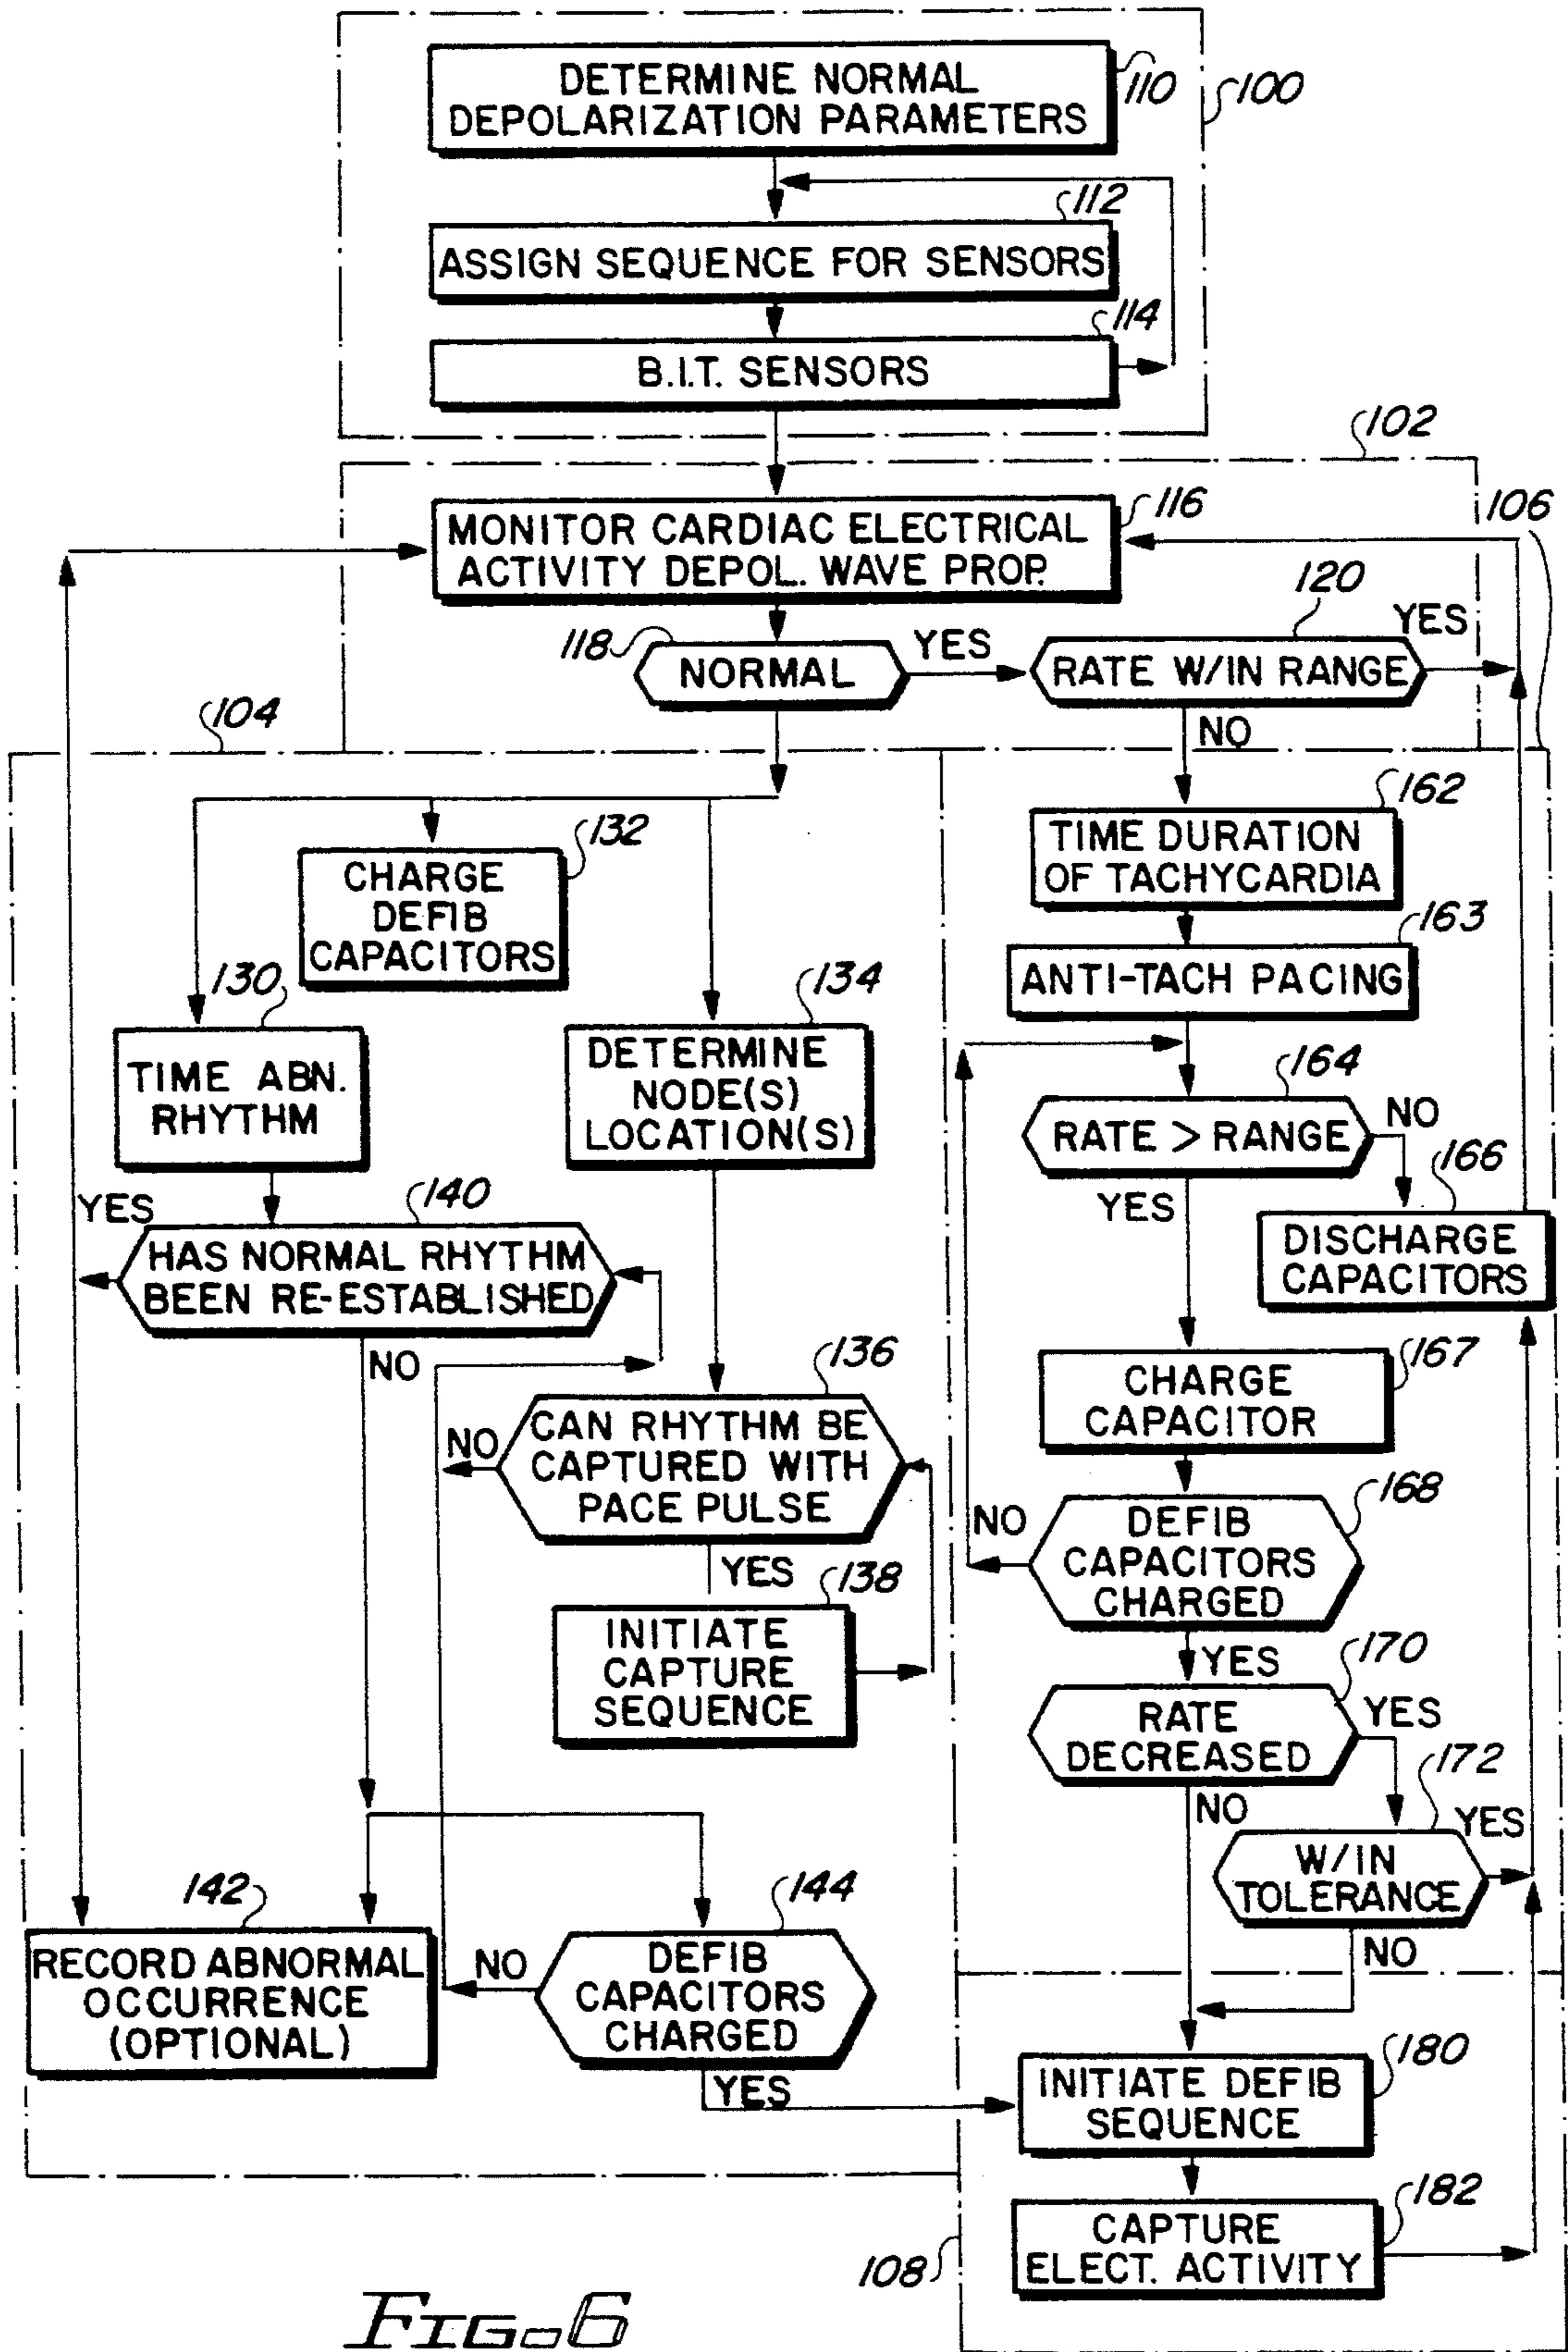 DETERMINE NORMAL
DEPOLARIZATION PARAMETERS
110
100
112
ASSIGN SEQUENCE FOR SENSORS
114
B.I.T. SENSORS
102
106
MONITOR CARDIAC ELECTRICAL
ACTIVITY DEPOL. WAVE PROP.
116
120
118
NORMAL
YES
RATE W/IN RANGE
YES
104
NO
162
TIME DURATION
OF TACHYCARDIA
132
CHARGE
DEFIB
CAPACITORS
163
ANTI-TACH PACING
130
TIME ABN.
RHYTHM
134
DETERMINE
NODE(S)
LOCATION(S)
164
RATE > RANGE
NO
YES
166
DISCHARGE
CAPACITORS
YES
140
HAS NORMAL RHYTHM
BEEN RE-ESTABLISHED
NO
136
CAN RHYTHM BE
CAPTURED WITH
PACE PULSE
NO
YES
167
CHARGE
CAPACITOR
168
DEFIB
CAPACITORS
CHARGED
NO
YES
138
INITIATE
CAPTURE
SEQUENCE
170
RATE
DECREASED
YES
NO
172
W/IN
TOLERANCE
YES
NO
142
RECORD ABNORMAL
OCCURRENCE
(OPTIONAL)
144
DEFIB
CAPACITORS
CHARGED
NO
YES
180
INITIATE DEFIB
SEQUENCE
182
CAPTURE
ELECT. ACTIVITY
108
FIG. 6